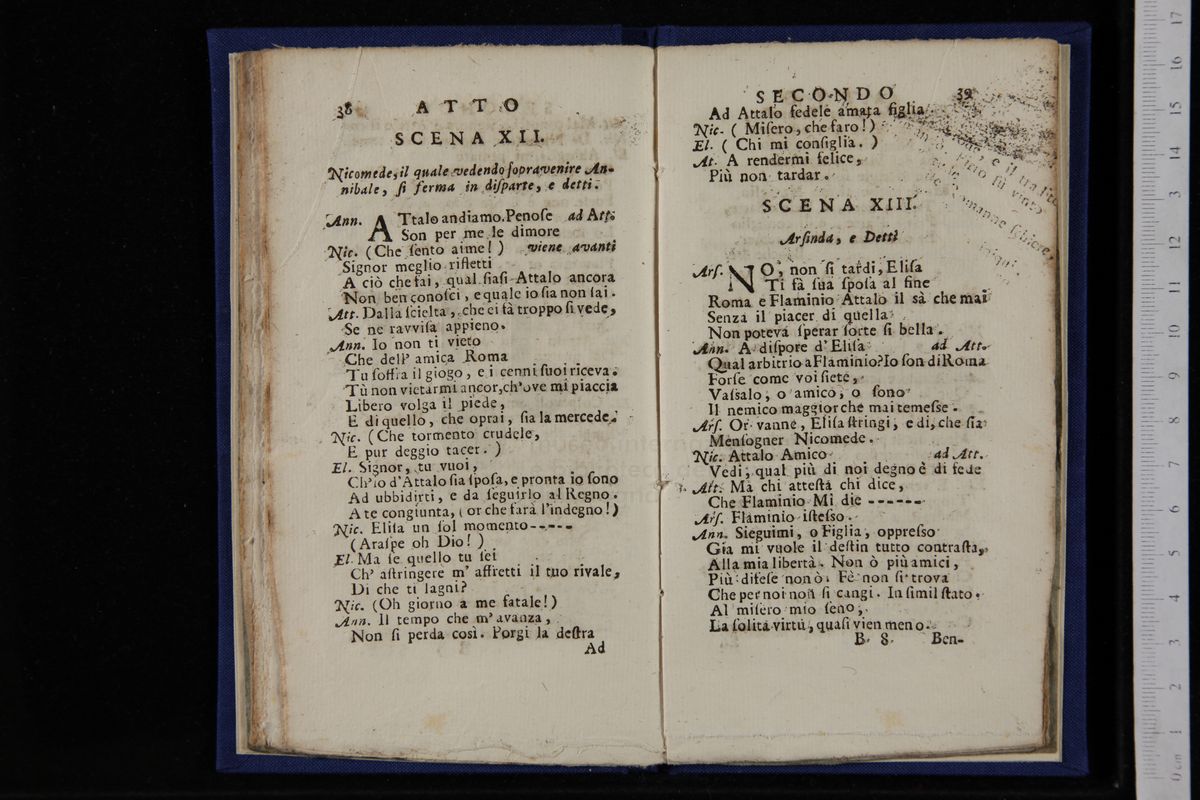 38 ATTO
SCENA XII.
Nicomede, il quale vedendo ſopravenire An-
nibale, ſi ferma in diſparte, e detti.
Ann. ATtalo andiamo. Penoſe ad Att.
Son per me le dimore
Nic. (Che ſento aime!) viene avanti
Signor meglio rifletti
A ciò che fai, qual ſiaſi Attalo ancora
Non ben conoſci, e quale io ſia non ſai.
Att. Dalla ſcielta, che ei fà troppo ſi vede,
Se ne ravviſa appieno.
Ann. Io non ti vieto
Che dell' amica Roma
Tu ſoffra il giogo, e i cenni ſuoi riceva.
Tù non vietarmi ancor, ch'ove mi piaccia
Libero volga il piede,
E di quello, che oprai, ſia la mercede.
Nic. (Che tormento crudele,
E pur deggio tacer.)
El. Signor, tu vuoi,
Ch'io d'Attalo ſia ſpoſa, e pronta io ſono
Ad ubbidirti, e da ſeguirlo al Regno.
A te congiunta, (or che farà l'indegno!)
Nic. Eliſa un ſol momento-----
(Araſpe oh Dio!)
El Ma ſe quello tu ſei
Ch' aſtringere m' affretti il tuo rivale,
Di che ti lagni?
Nic. (Oh giorno a me fatale!)
Ann. Il tempo che m' avanza,
Non ſi perda così. Porgi la deſtra
Ad
SECONDO 39
Ad Attalo fedele amata figlia
Nic. (Miſero, che faro!)
El. (Chi mi conſiglia.)
At. A rendermi felice,
Più non tardar.
SCENA XIII.
Arſinda, e Detti
Arſ. NO, non ſi tardi, Eliſa
Ti fà ſua ſpoſa al fine
Roma e Flaminio Attalo il sà che mai
Senza il piacer di quella
Non poteva ſperar ſorte ſi bella.
Ann. A diſpore d' Eliſa ad Att.
Qual arbitrio a Flaminio? Io ſon di Roma
Forſe come voi ſiete,
Vaſsalo, o amico, o ſono
Il nemico maggior che mai temeſse.
Arſ. Or vanne, Eliſa ſtringi, e di, che ſia
Menſogner Nicomede.
Nic. Attalo Amico ad Att.
Vedi, qual più di noi degno è di fede
Att. Mà chi atteſta chi dice,
Che Flaminio Mi die ------
Arſ. Flaminio iſteſso.
Ann. Sieguimi, o Figlia, oppreſso
Gia mi vuole il deſtin tutto contraſta,
Alla mia libertà. Non ò più amici,
Più difeſe non ò. Fè non ſi trova
Che per noi non ſi cangi. In ſimil ſtato.
Al miſero mio ſeno,
La ſolita virtù, quaſi vien meno.
B 8 Ben-